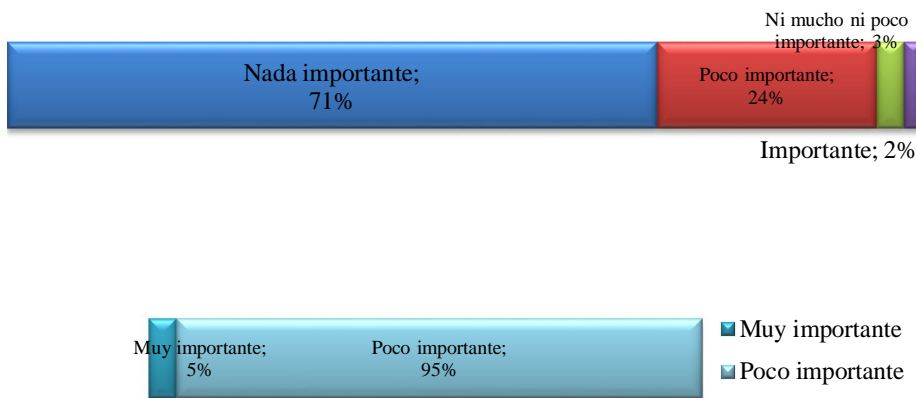 Ni mucho ni poco
importante; 3%
Nada importante;
71%
Poco importante;
24%
Importante; 2%
Muy importante;
5%
Poco importante;
95%
Muy importante
Poco importante